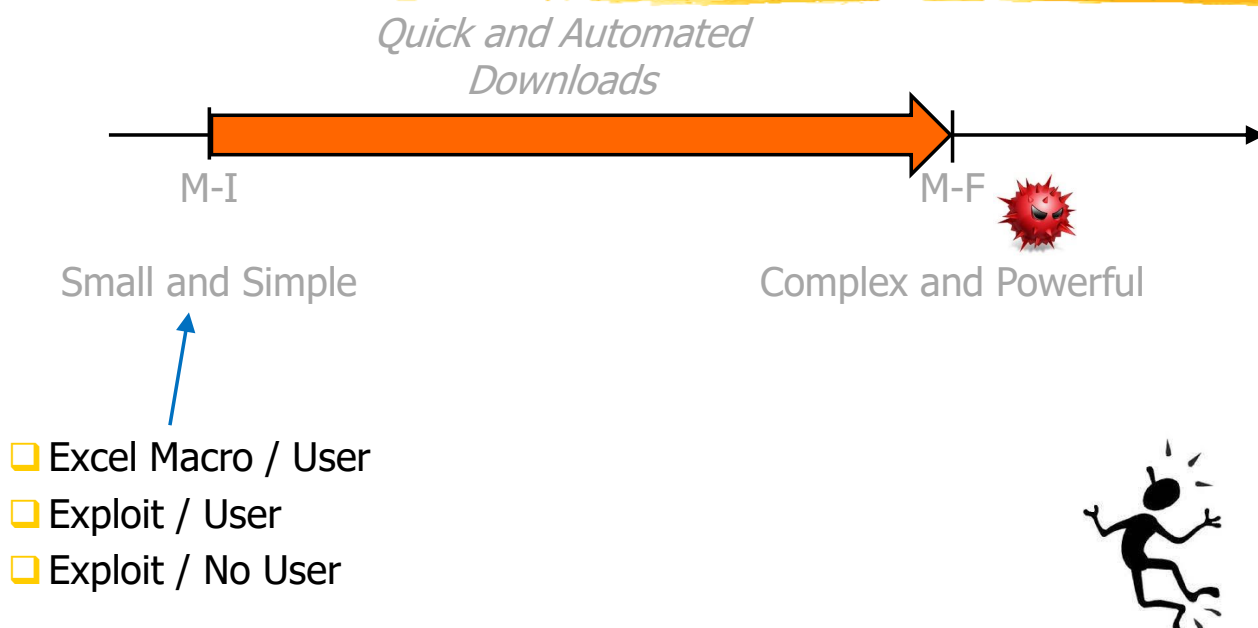 Quick and Automated
Downloads
M-I
M-F
Small and Simple
Complex and Powerful
Excel Macro / User
Exploit / User
Exploit / No User